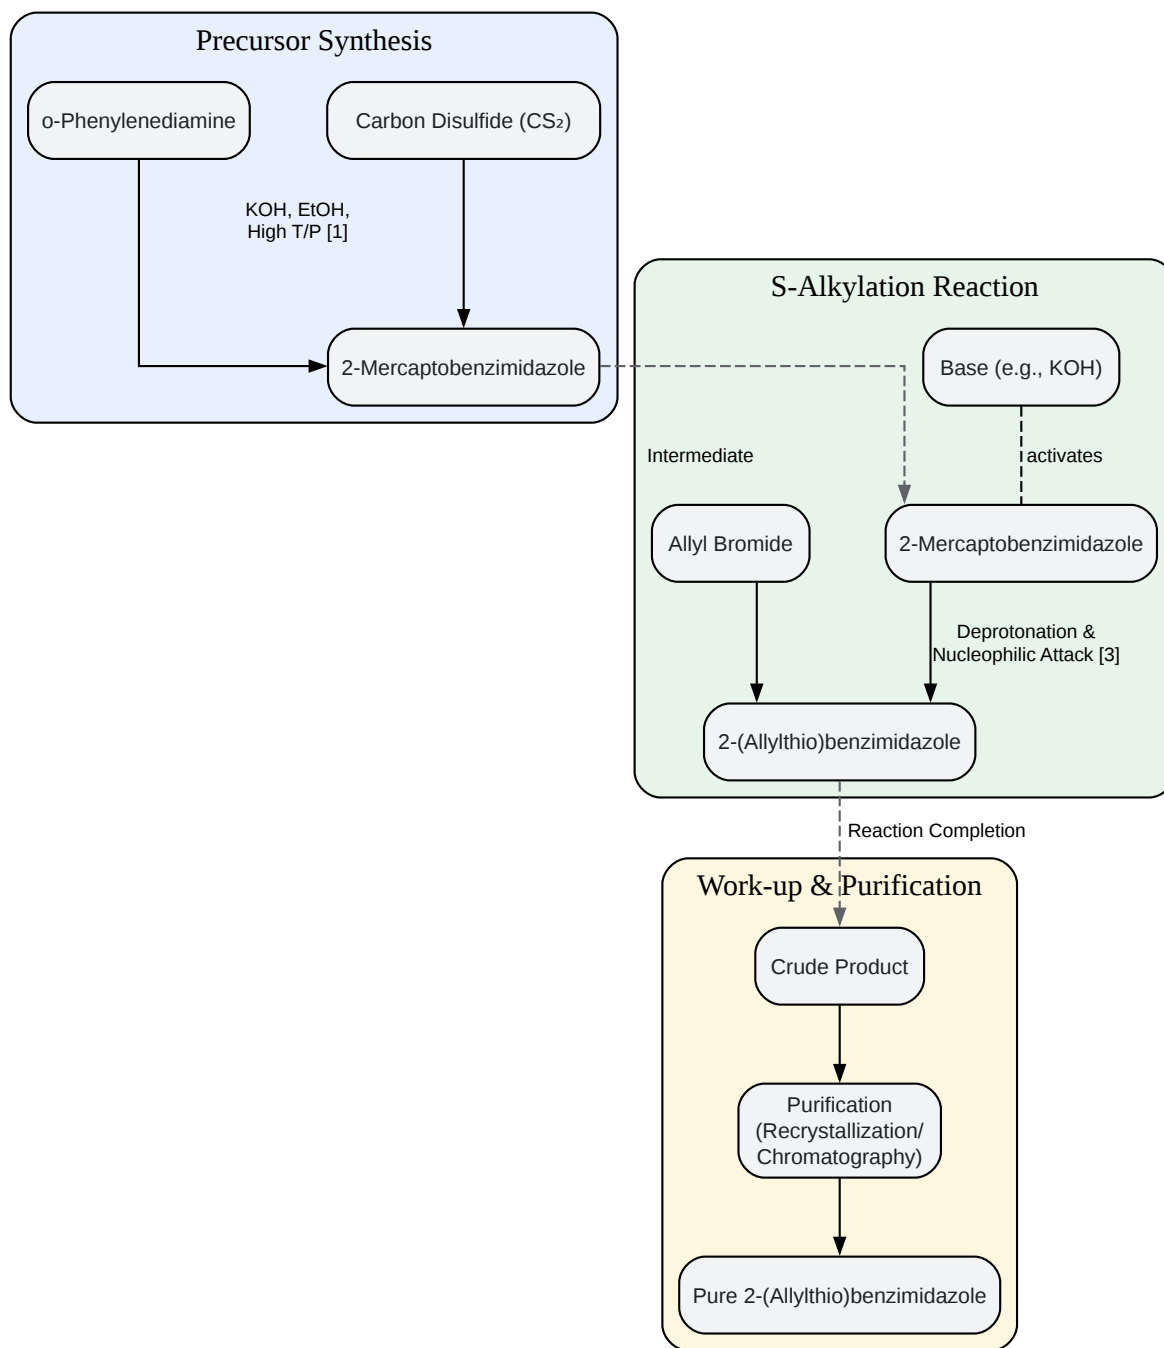 Precursor Synthesis
o-Phenylenediamine
Carbon Disulfide (CS₂)
KOH, EtOH,
High T/P [1]
2-Mercaptobenzimidazole
S-Alkylation Reaction
Base (e.g., KOH)
Intermediate
activates
Allyl Bromide
2-Mercaptobenzimidazole
Deprotonation &
Nucleophilic Attack [3]
2-(Allylthio)benzimidazole
Reaction Completion
Work-up & Purification
Crude Product
Purification
(Recrystallization/
Chromatography)
Pure 2-(Allylthio)benzimidazole